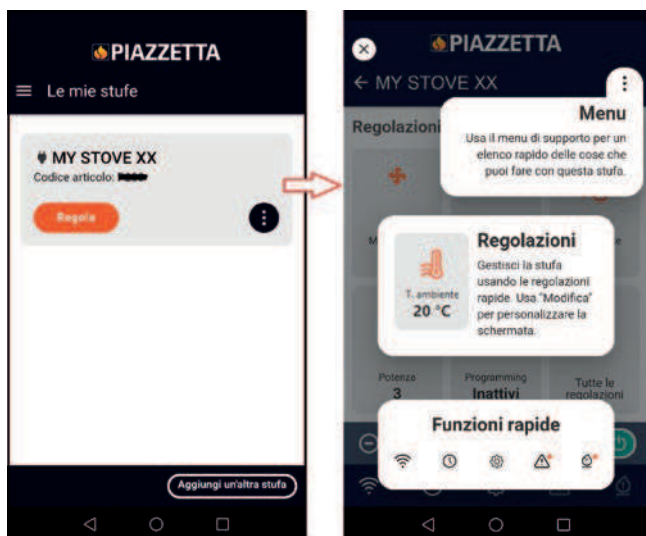 PIAZZETTA
Le mie stufe
MY STOVE XX
Codice articolo:
Regola
Aggiungi un'altra stufa
PIAZZETTA
MY STOVE XX
Regolazioni
Menu
Usa il menu di supporto per un
elenco rapido delle cose che
puoi fare con questa stufa.
T. ambiente
20 °C
Regolazioni
Gestisci la stufa
usando le regolazioni
rapide. Usa "Modifica"
per personalizzare la
schermata.
Potenza
3
Programming
Inattivi
Tutte le
regolazioni
Funzioni rapide